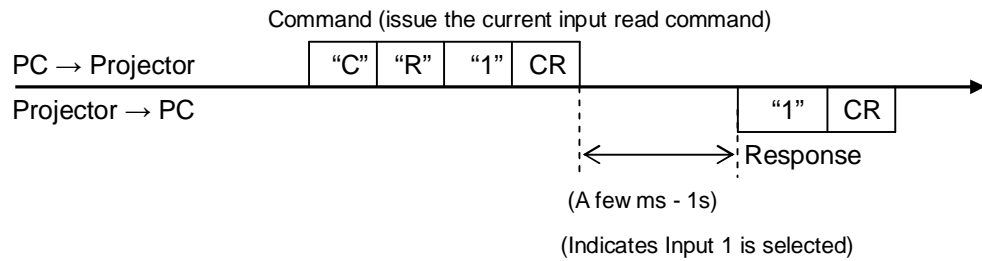 Command (issue the current input read command)
PC → Projector “C” “R” “1” CR
Projector → PC “1” CR
Response
(A few ms - 1s)
(Indicates Input 1 is selected)